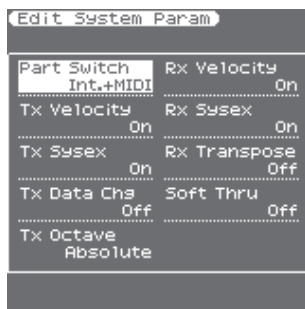 Edit System Param
Part Switch
Int.+MIDI
Rx Velocity
On
Tx Velocity
On
Rx Sysex
On
Tx Sysex
On
Rx Transpose
Off
Tx Data Chg
Off
Soft Thru
Off
Tx Octave
Absolute